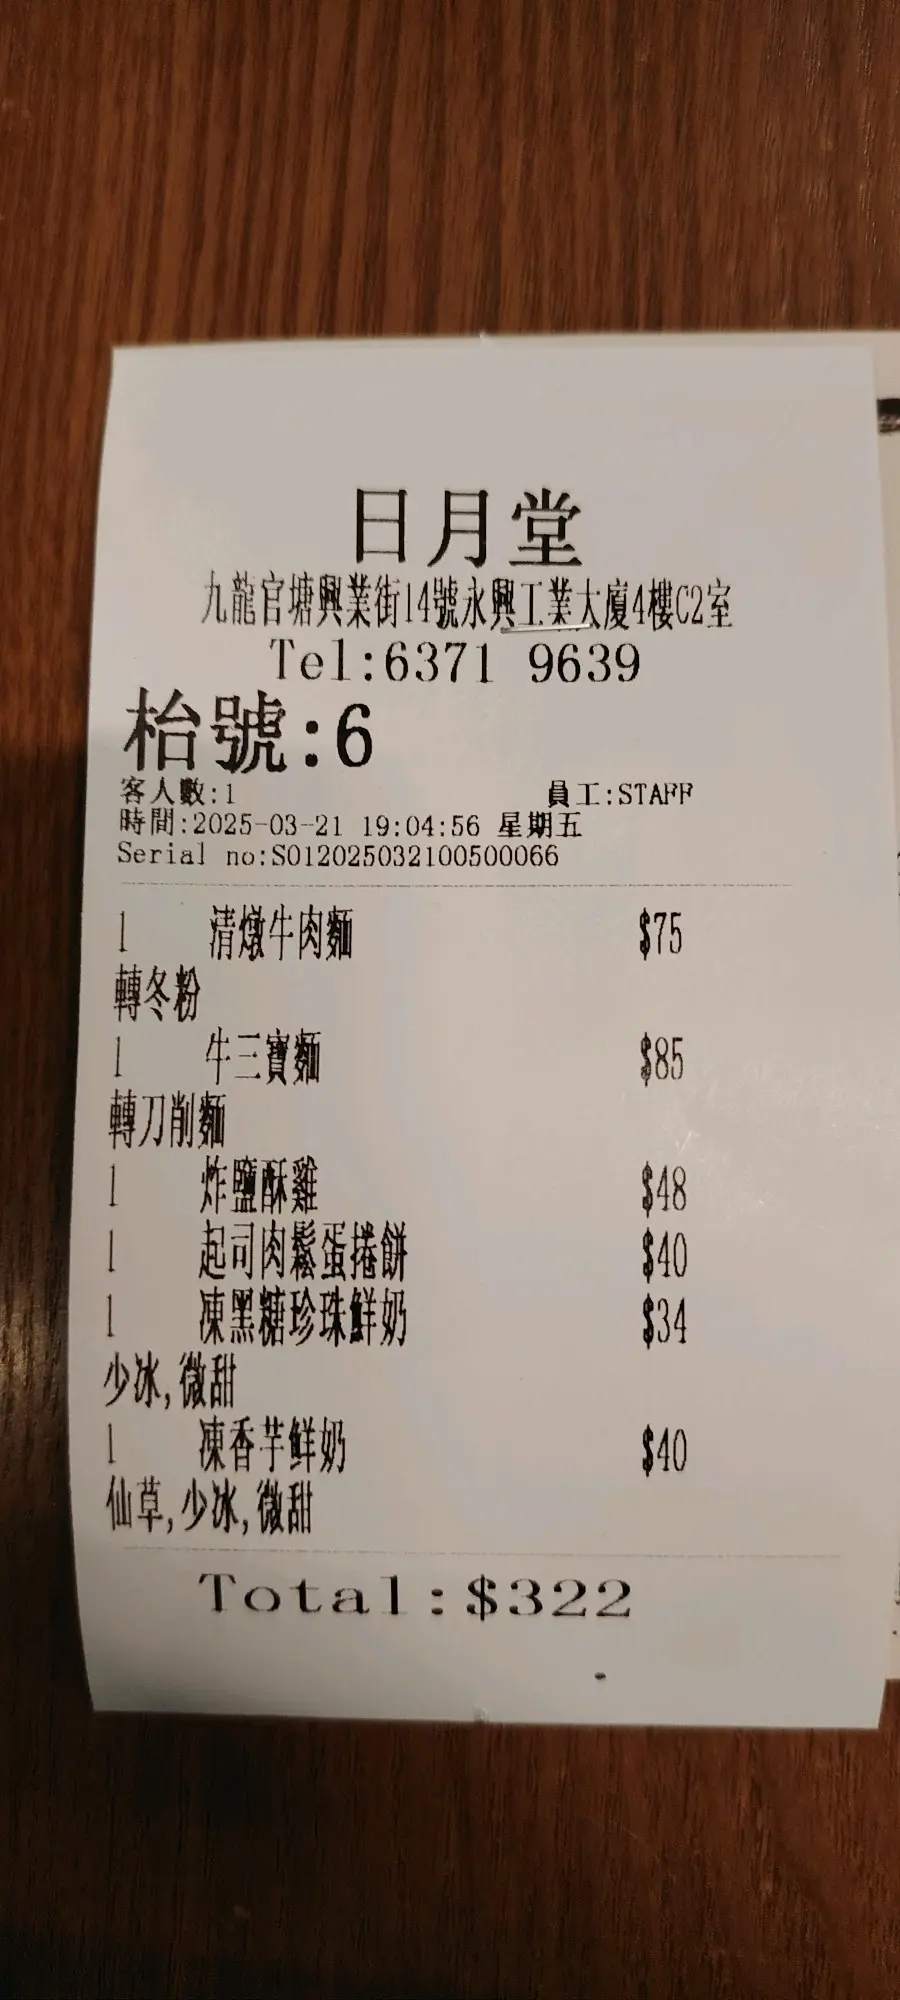 日月堂
九龍官塘興業街14號永興工業大廈4樓C2室
Tel:6371 9639
枱號:6
客人數:1 員工:STAFF
時間:2025-03-21 19:04:56 星期五
Serial no:S01202503210050​0066
1 清燉牛肉麵 $75
轉冬粉
1 牛三寶麵 $85
轉刀削麵
1 炸鹽酥雞 $48
1 起司肉鬆蛋捲餅 $40
1 凍黑糖珍珠鮮奶 $34
少冰,微甜
1 凍香芋鮮奶 $40
仙草,少冰,微甜
Total:$322